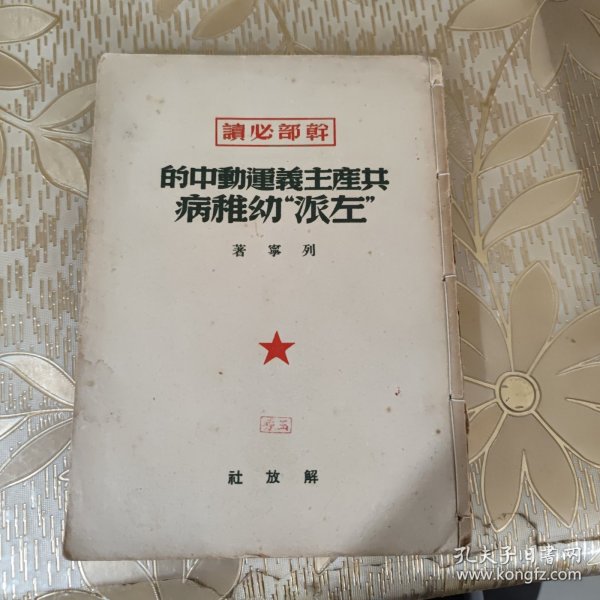 幹部必讀
共產主義運動中的
"左派"幼稚病
列寧 著
解放社
孔夫子旧书网
www.kongfz.com